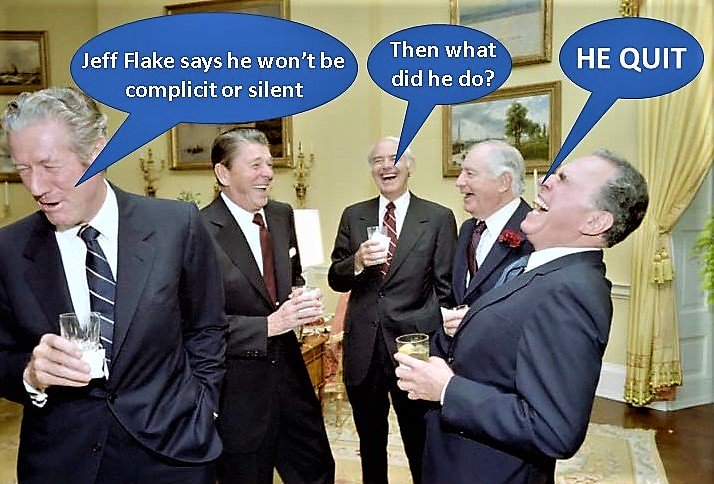 Jeff Flake says he won't be
complicit or silent
Then what
did he do?
HE QUIT